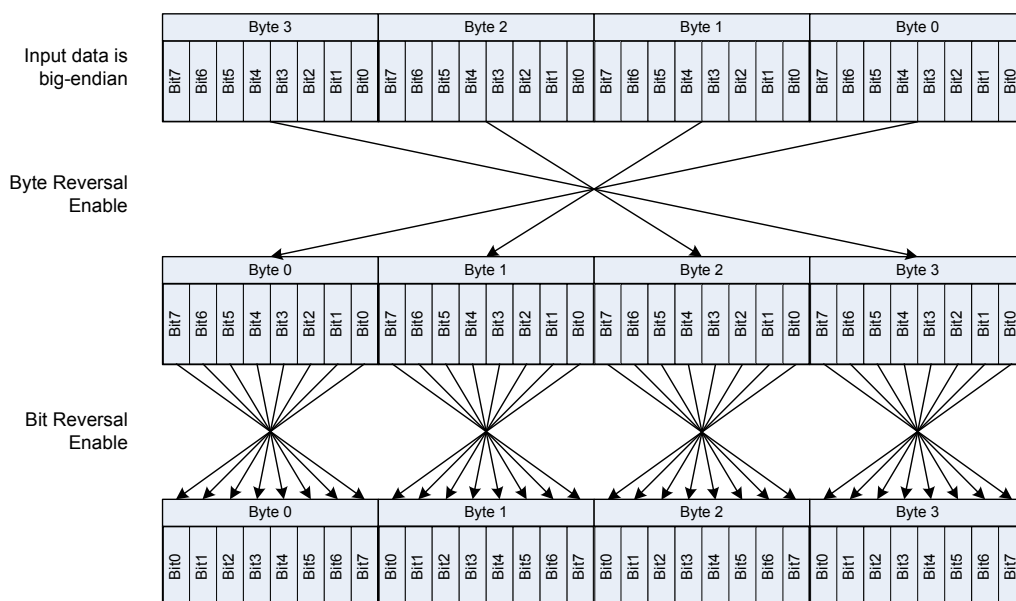 Input data is
big-endian
Byte 3 Byte 2 Byte 1 Byte 0
Bit7 Bit6 Bit5 Bit4 Bit3 Bit2 Bit1 Bit0 Bit7 Bit6 Bit5 Bit4 Bit3 Bit2 Bit1 Bit0 Bit7 Bit6 Bit5 Bit4 Bit3 Bit2 Bit1 Bit0 Bit7 Bit6 Bit5 Bit4 Bit3 Bit2 Bit1 Bit0
Byte Reversal
Enable
Byte 0 Byte 1 Byte 2 Byte 3
Bit7 Bit6 Bit5 Bit4 Bit3 Bit2 Bit1 Bit0 Bit7 Bit6 Bit5 Bit4 Bit3 Bit2 Bit1 Bit0 Bit7 Bit6 Bit5 Bit4 Bit3 Bit2 Bit1 Bit0 Bit7 Bit6 Bit5 Bit4 Bit3 Bit2 Bit1 Bit0
Bit Reversal
Enable
Byte 0 Byte 1 Byte 2 Byte 3
Bit0 Bit1 Bit2 Bit3 Bit4 Bit5 Bit6 Bit7 Bit0 Bit1 Bit2 Bit3 Bit4 Bit5 Bit6 Bit7 Bit0 Bit1 Bit2 Bit3 Bit4 Bit5 Bit6 Bit7 Bit0 Bit1 Bit2 Bit3 Bit4 Bit5 Bit6 Bit7